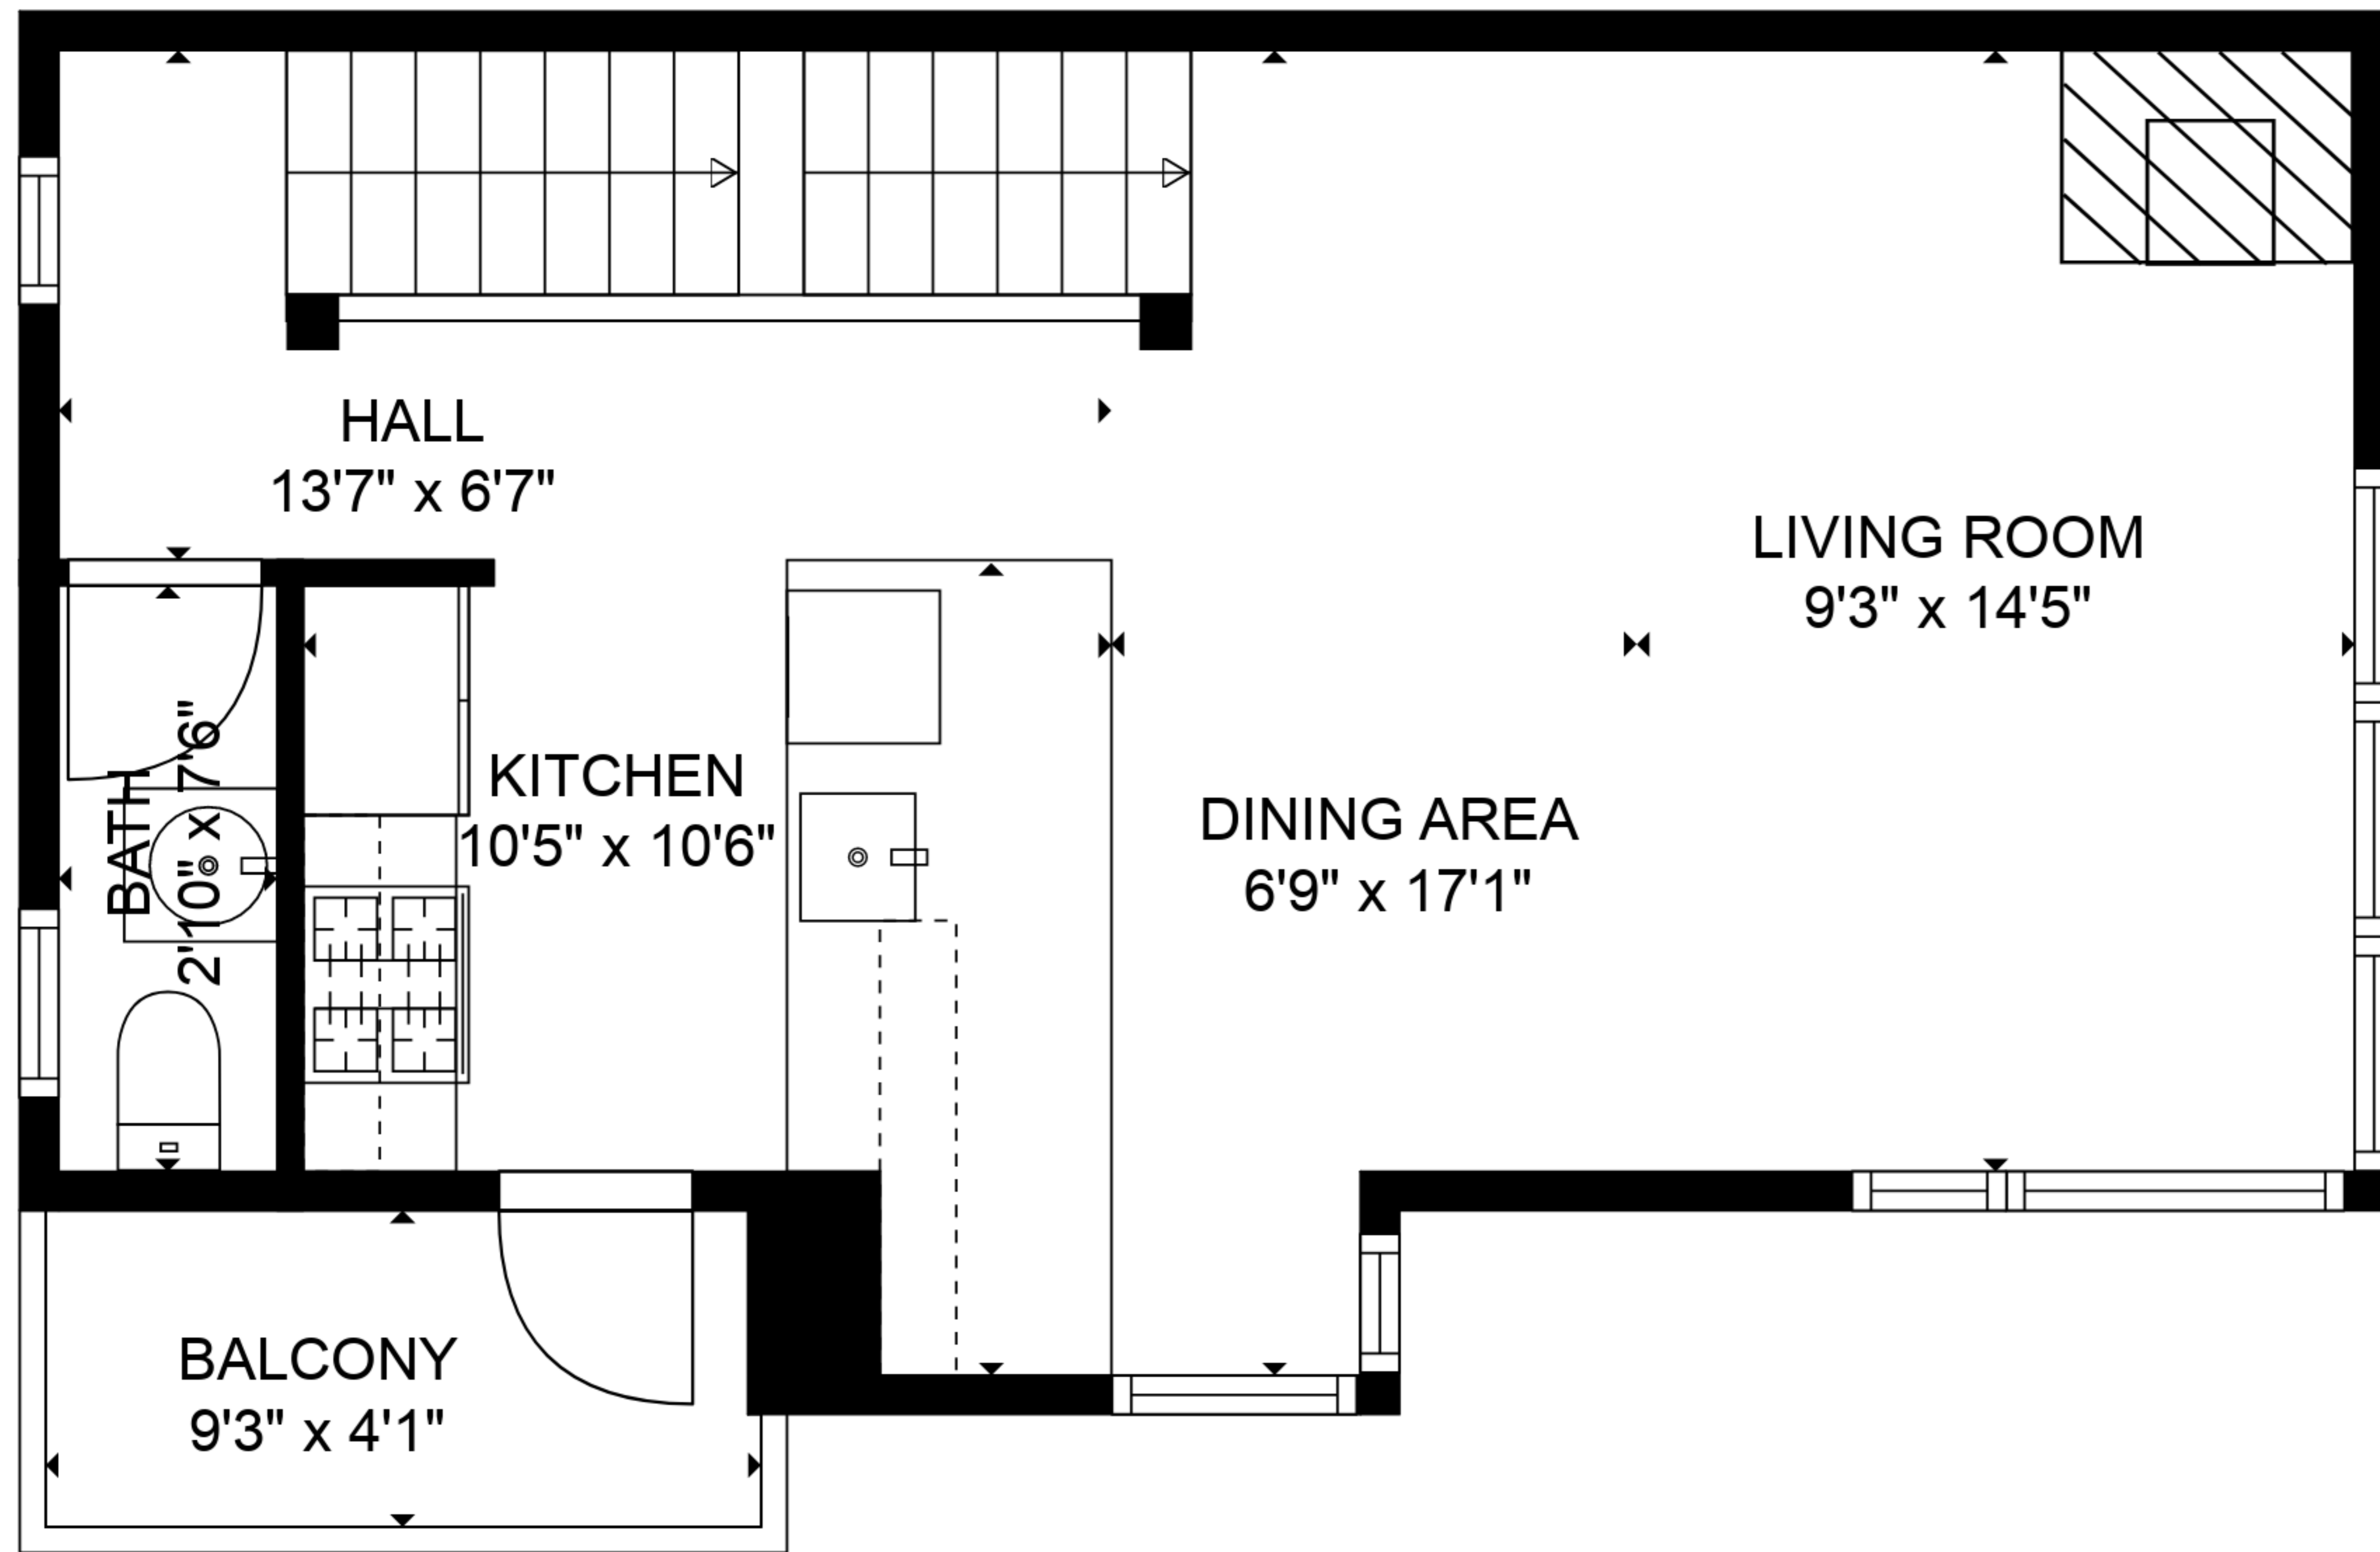 HALL
13'7" x 6'7"
LIVING ROOM
9'3" x 14'5"
BATH
2'10" x 7'6"
KITCHEN
10'5" x 10'6"
DINING AREA
6'9" x 17'1"
BALCONY
9'3" x 4'1"